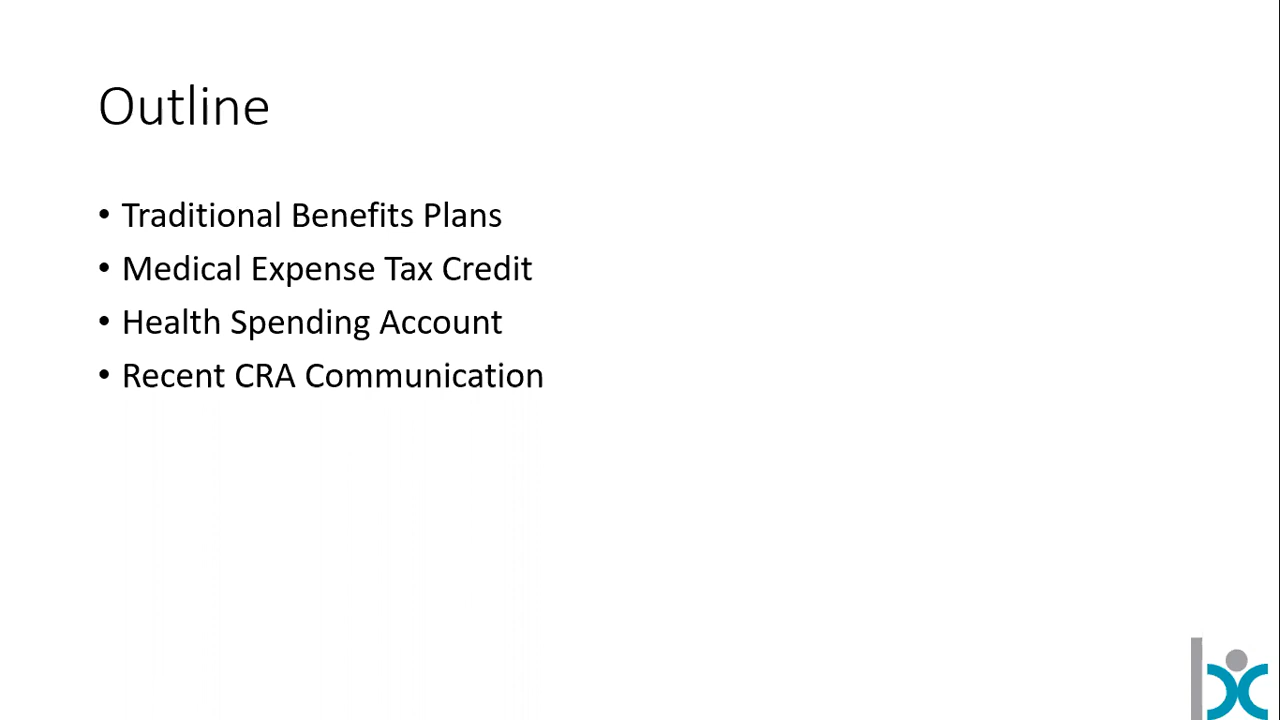 Outline
• Traditional Benefits Plans
• Medical Expense Tax Credit
• Health Spending Account
• Recent CRA Communication